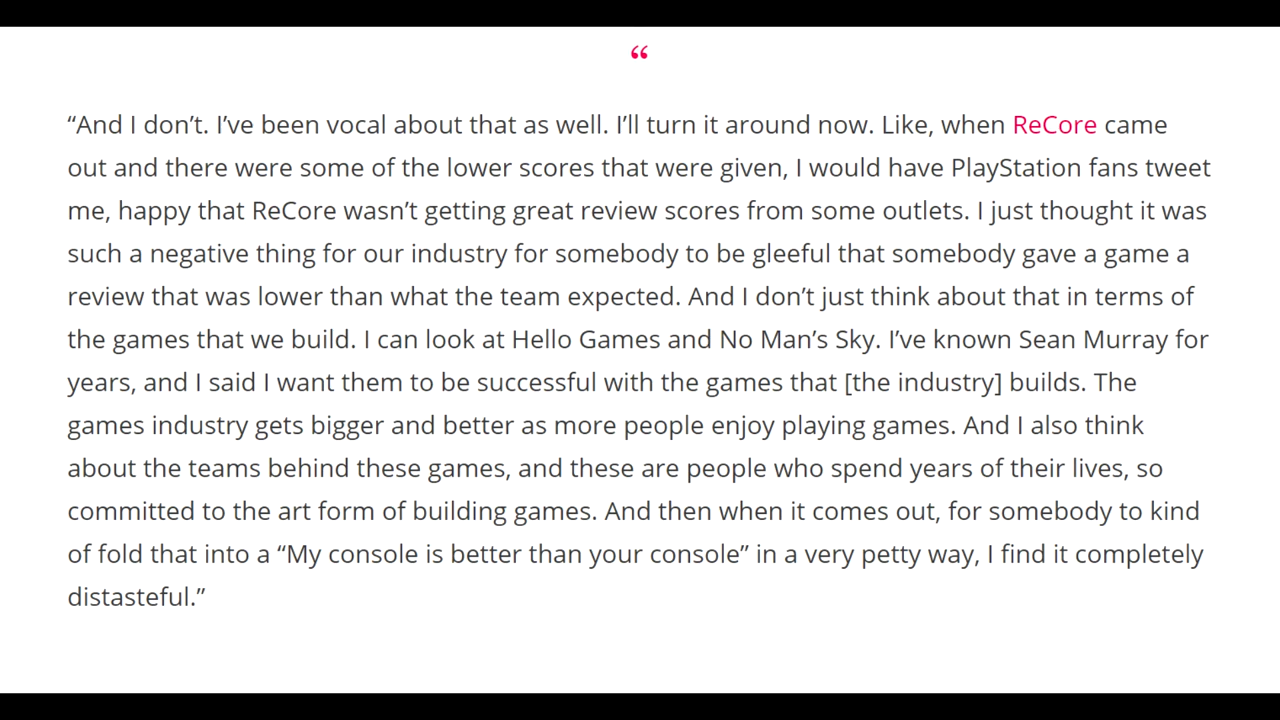 “
“And I don’t. I’ve been vocal about that as well. I’ll turn it around now. Like, when ReCore came
out and there were some of the lower scores that were given, I would have PlayStation fans tweet
me, happy that ReCore wasn’t getting great review scores from some outlets. I just thought it was
such a negative thing for our industry for somebody to be gleeful that somebody gave a game a
review that was lower than what the team expected. And I don’t just think about that in terms of
the games that we build. I can look at Hello Games and No Man’s Sky. I’ve known Sean Murray for
years, and I said I want them to be successful with the games that [the industry] builds. The
games industry gets bigger and better as more people enjoy playing games. And I also think
about the teams behind these games, and these are people who spend years of their lives, so
committed to the art form of building games. And then when it comes out, for somebody to kind
of fold that into a “My console is better than your console” in a very petty way, I find it completely
distasteful.”